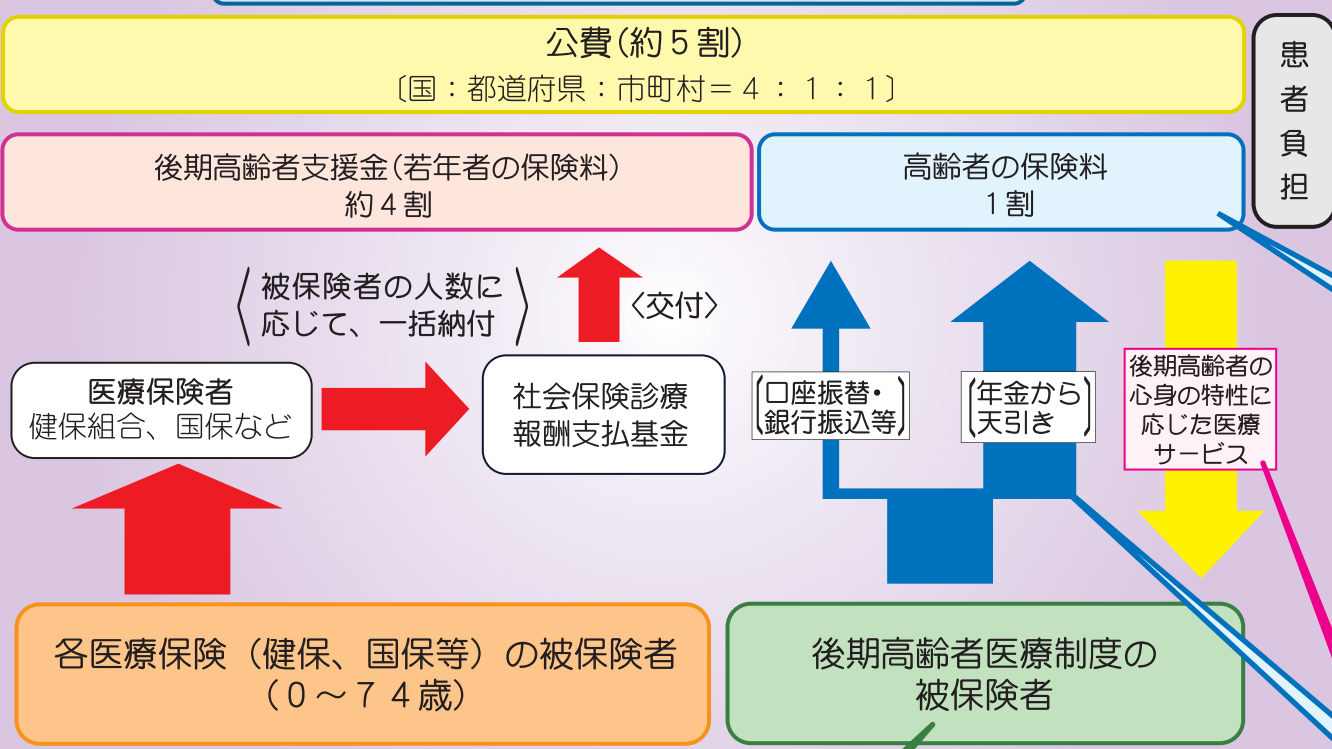 公費(約5割)
〔国：都道府県：市町村＝4：1：1〕
患者負担
後期高齢者支援金(若年者の保険料)
約4割
高齢者の保険料
1割
被保険者の人数に
応じて、一括納付
〈交付〉
医療保険者
健保組合、国保など
社会保険診療
報酬支払基金
口座振替・
銀行振込等
年金から
天引き
後期高齢者の
心身の特性に
応じた医療
サービス
各医療保険（健保、国保等）の被保険者
（0～74歳）
後期高齢者医療制度の
被保険者